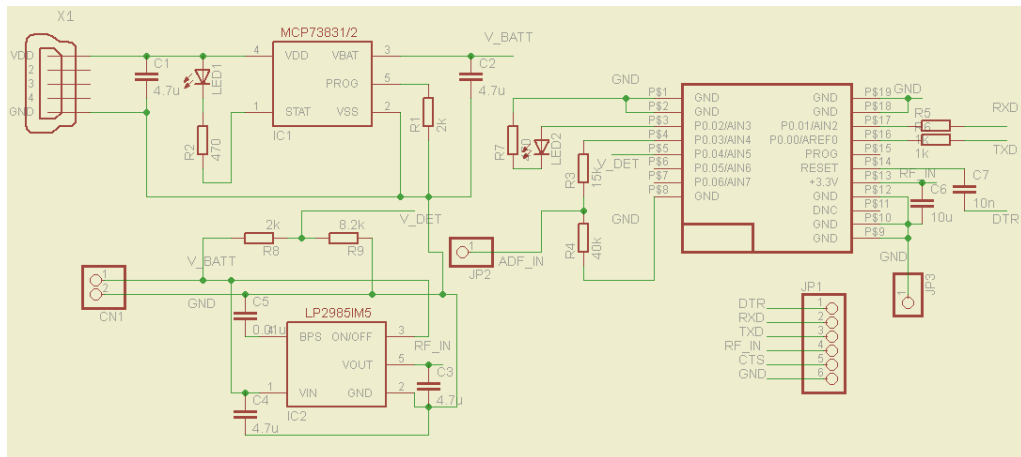 X1
VDD
2
3
4
GND
C1
4.7u
LED1
R2
470
MCP73831/2
4
VDD
VBAT
3
PROG
5
1
STAT
VSS
2
IC1
V_BATT
C2
4.7u
R1
2k
V_DET
2k
R8
8.2k
R9
V_BATT
1
2
CN1
GND
C5
0.01u
LP2985IM5
4
BPS
ON/OFF
3
VOUT
5
1
VIN
GND
2
IC2
RF_IN
C3
4.7u
C4
4.7u
1
JP2
ADF_IN
GND
R7
LED2
V_DET
R3
15k
GND
R4
40k
P$1
P$2
P$3
P$4
P$5
P$6
P$7
P$8
GND
GND
P0.02/AIN3
P0.03/AIN4
P0.04/AIN5
P0.05/AIN6
P0.06/AIN7
GND
GND
GND
P0.01/AIN2
P0.00/AREF0
PROG
RESET
+3.3V
GND
DNC
GND
GND
P$19
P$18
P$17
P$16
P$15
P$14
P$13
P$12
P$11
P$10
P$9
GND
R5
R6
1k
RXD
TXD
RF_IN
C6
10u
C7
10n
DTR
GND
1
JP3
JP1
DTR 1
RXD 2
TXD 3
RF_IN 4
CTS 5
GND 6